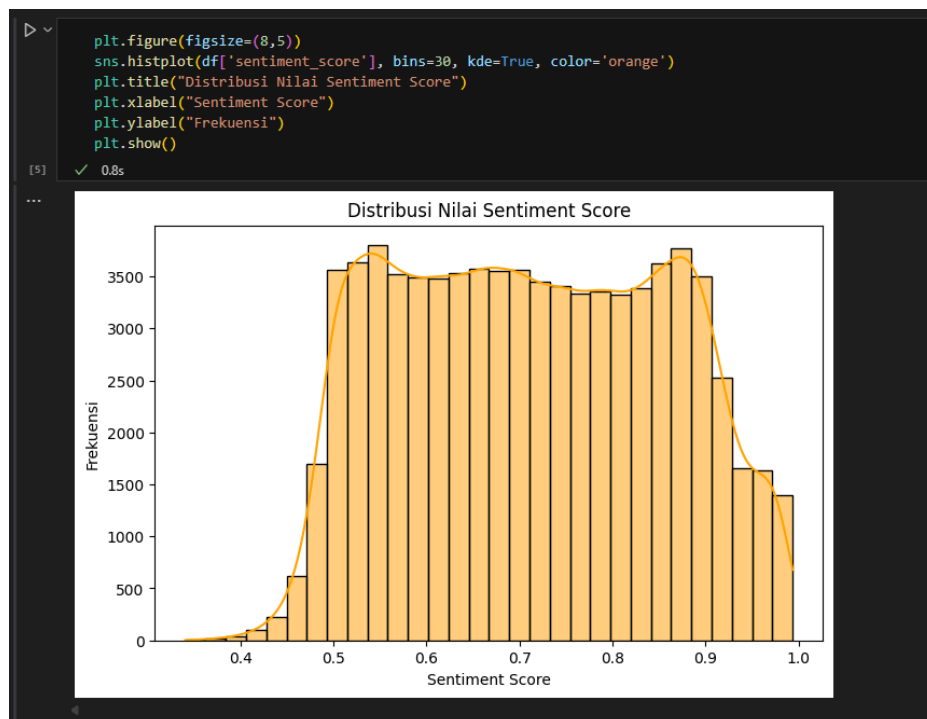 plt.figure(figsize=(8,5))
sns.histplot(df['sentiment_score'], bins=30, kde=True, color='orange')
plt.title("Distribusi Nilai Sentiment Score")
plt.xlabel("Sentiment Score")
plt.ylabel("Frekuensi")
plt.show()
[5] 0.8s
...
Distribusi Nilai Sentiment Score
3500
3000
2500
2000
1500
1000
500
0
Frekuensi
0.4 0.5 0.6 0.7 0.8 0.9 1.0
Sentiment Score